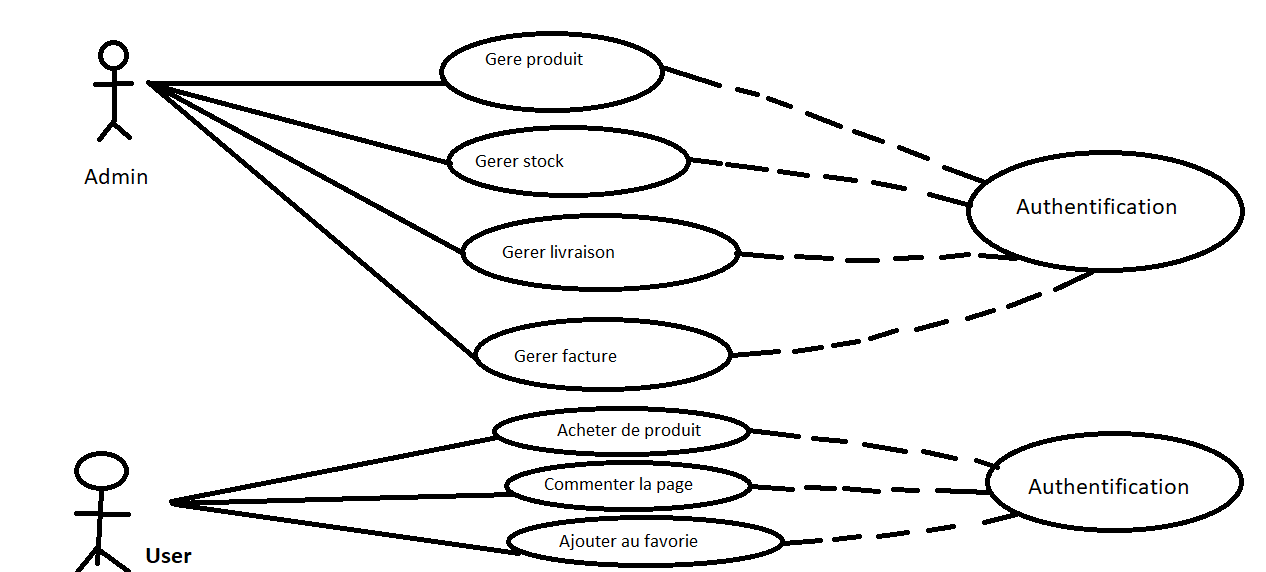 Gere produit
Admin
Gerer stock
Authentification
Gerer livraison
Gerer facture
Acheter de produit
Commenter la page
Authentification
Ajouter au favorie
User